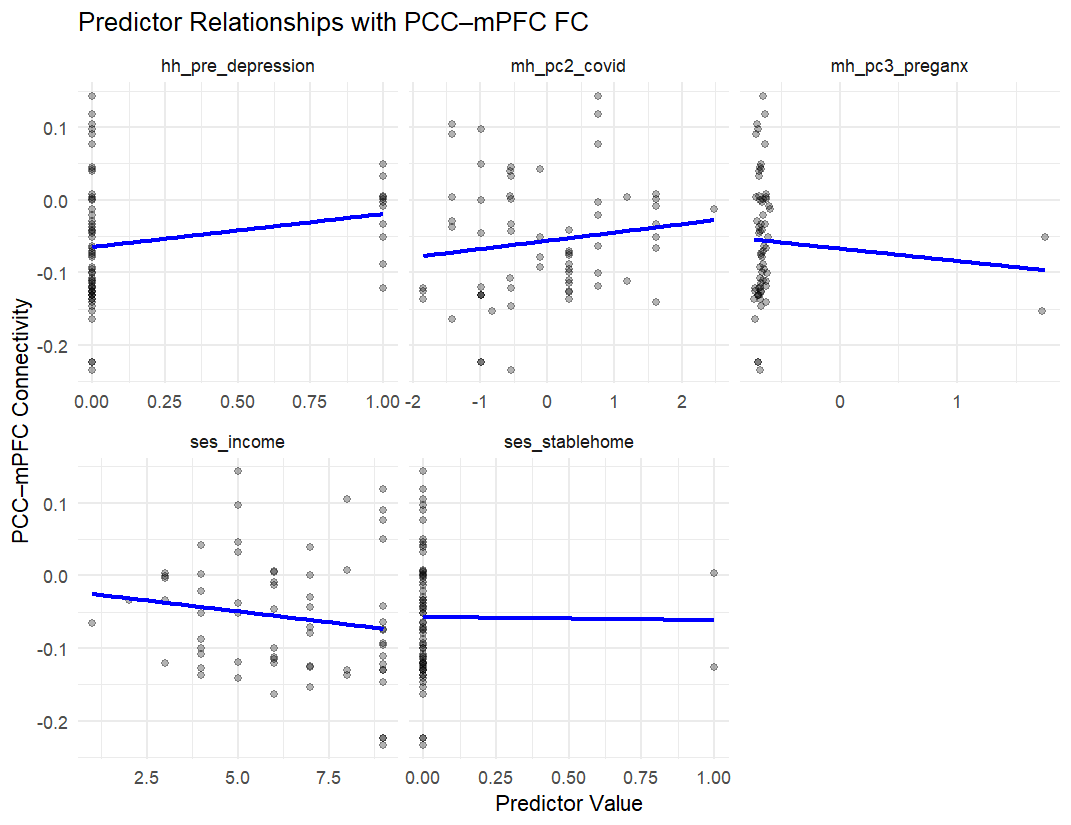 Predictor Relationships with PCC–mPFC FC
hh_pre_depression
mh_pc2_covid
mh_pc3_preganx
0.1
0.0
-0.1
-0.2
0.00 0.25 0.50 0.75 1.00
-2 -1 0 1 2
0 1
ses_income
ses_stablehome
0.1
0.0
-0.1
-0.2
2.5 5.0 7.5
0.00 0.25 0.50 0.75 1.00
PCC–mPFC Connectivity
Predictor Value